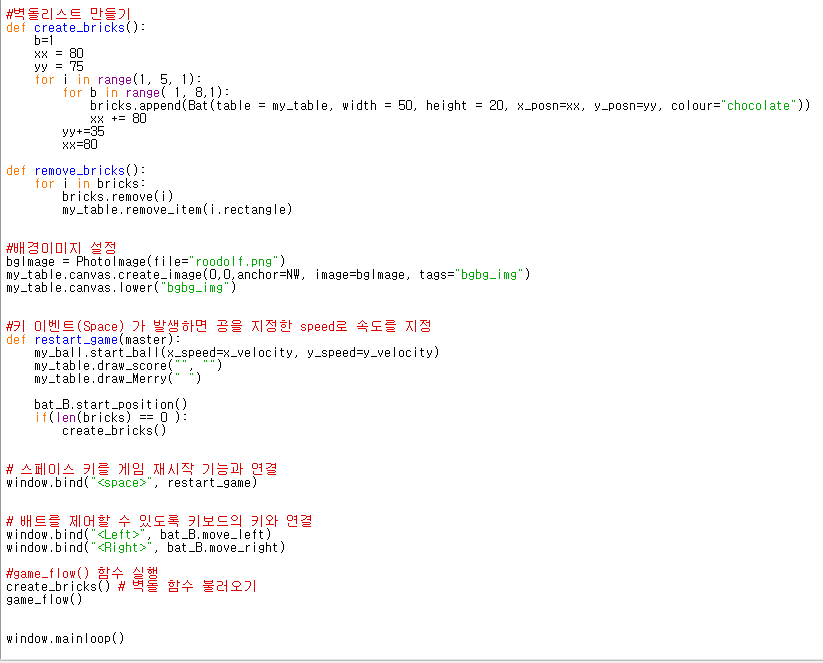 #벽돌리스트 만들기
def create_bricks():
    b=1
    xx = 80
    yy = 75
    for i in range(1, 5, 1):
        for b in range( 1, 8,1):
            bricks.append(Bat(table = my_table, width = 50, height = 20, x_posn=xx, y_posn=yy, colour="chocolate"))
            xx += 80
        yy+=35
        xx=80

def remove_bricks():
    for i in bricks:
        bricks.remove(i)
        my_table.remove_item(i.rectangle)

#배경이미지 설정
bgImage = PhotoImage(file="roodolf.png")
my_table.canvas.create_image(0,0,anchor=NW, image=bgImage, tags="bgbg_img")
my_table.canvas.lower("bgbg_img")

#키 이벤트(Space) 가 발생하면 공을 지정한 speed로 속도를 지정
def restart_game(master):
    my_ball.start_ball(x_speed=x_velocity, y_speed=y_velocity)
    my_table.draw_score("", "")
    my_table.draw_Merry(" ")

    bat_B.start_position()
    if(len(bricks) == 0 ):
        create_bricks()

# 스페이스 키를 게임 재시작 기능과 연결
window.bind("<space>", restart_game)

# 배트를 제어할 수 있도록 키보드의 키와 연결
window.bind("<Left>", bat_B.move_left)
window.bind("<Right>", bat_B.move_right)

#game_flow() 함수 실행
create_bricks() # 벽돌 함수 불러오기
game_flow()

window.mainloop()